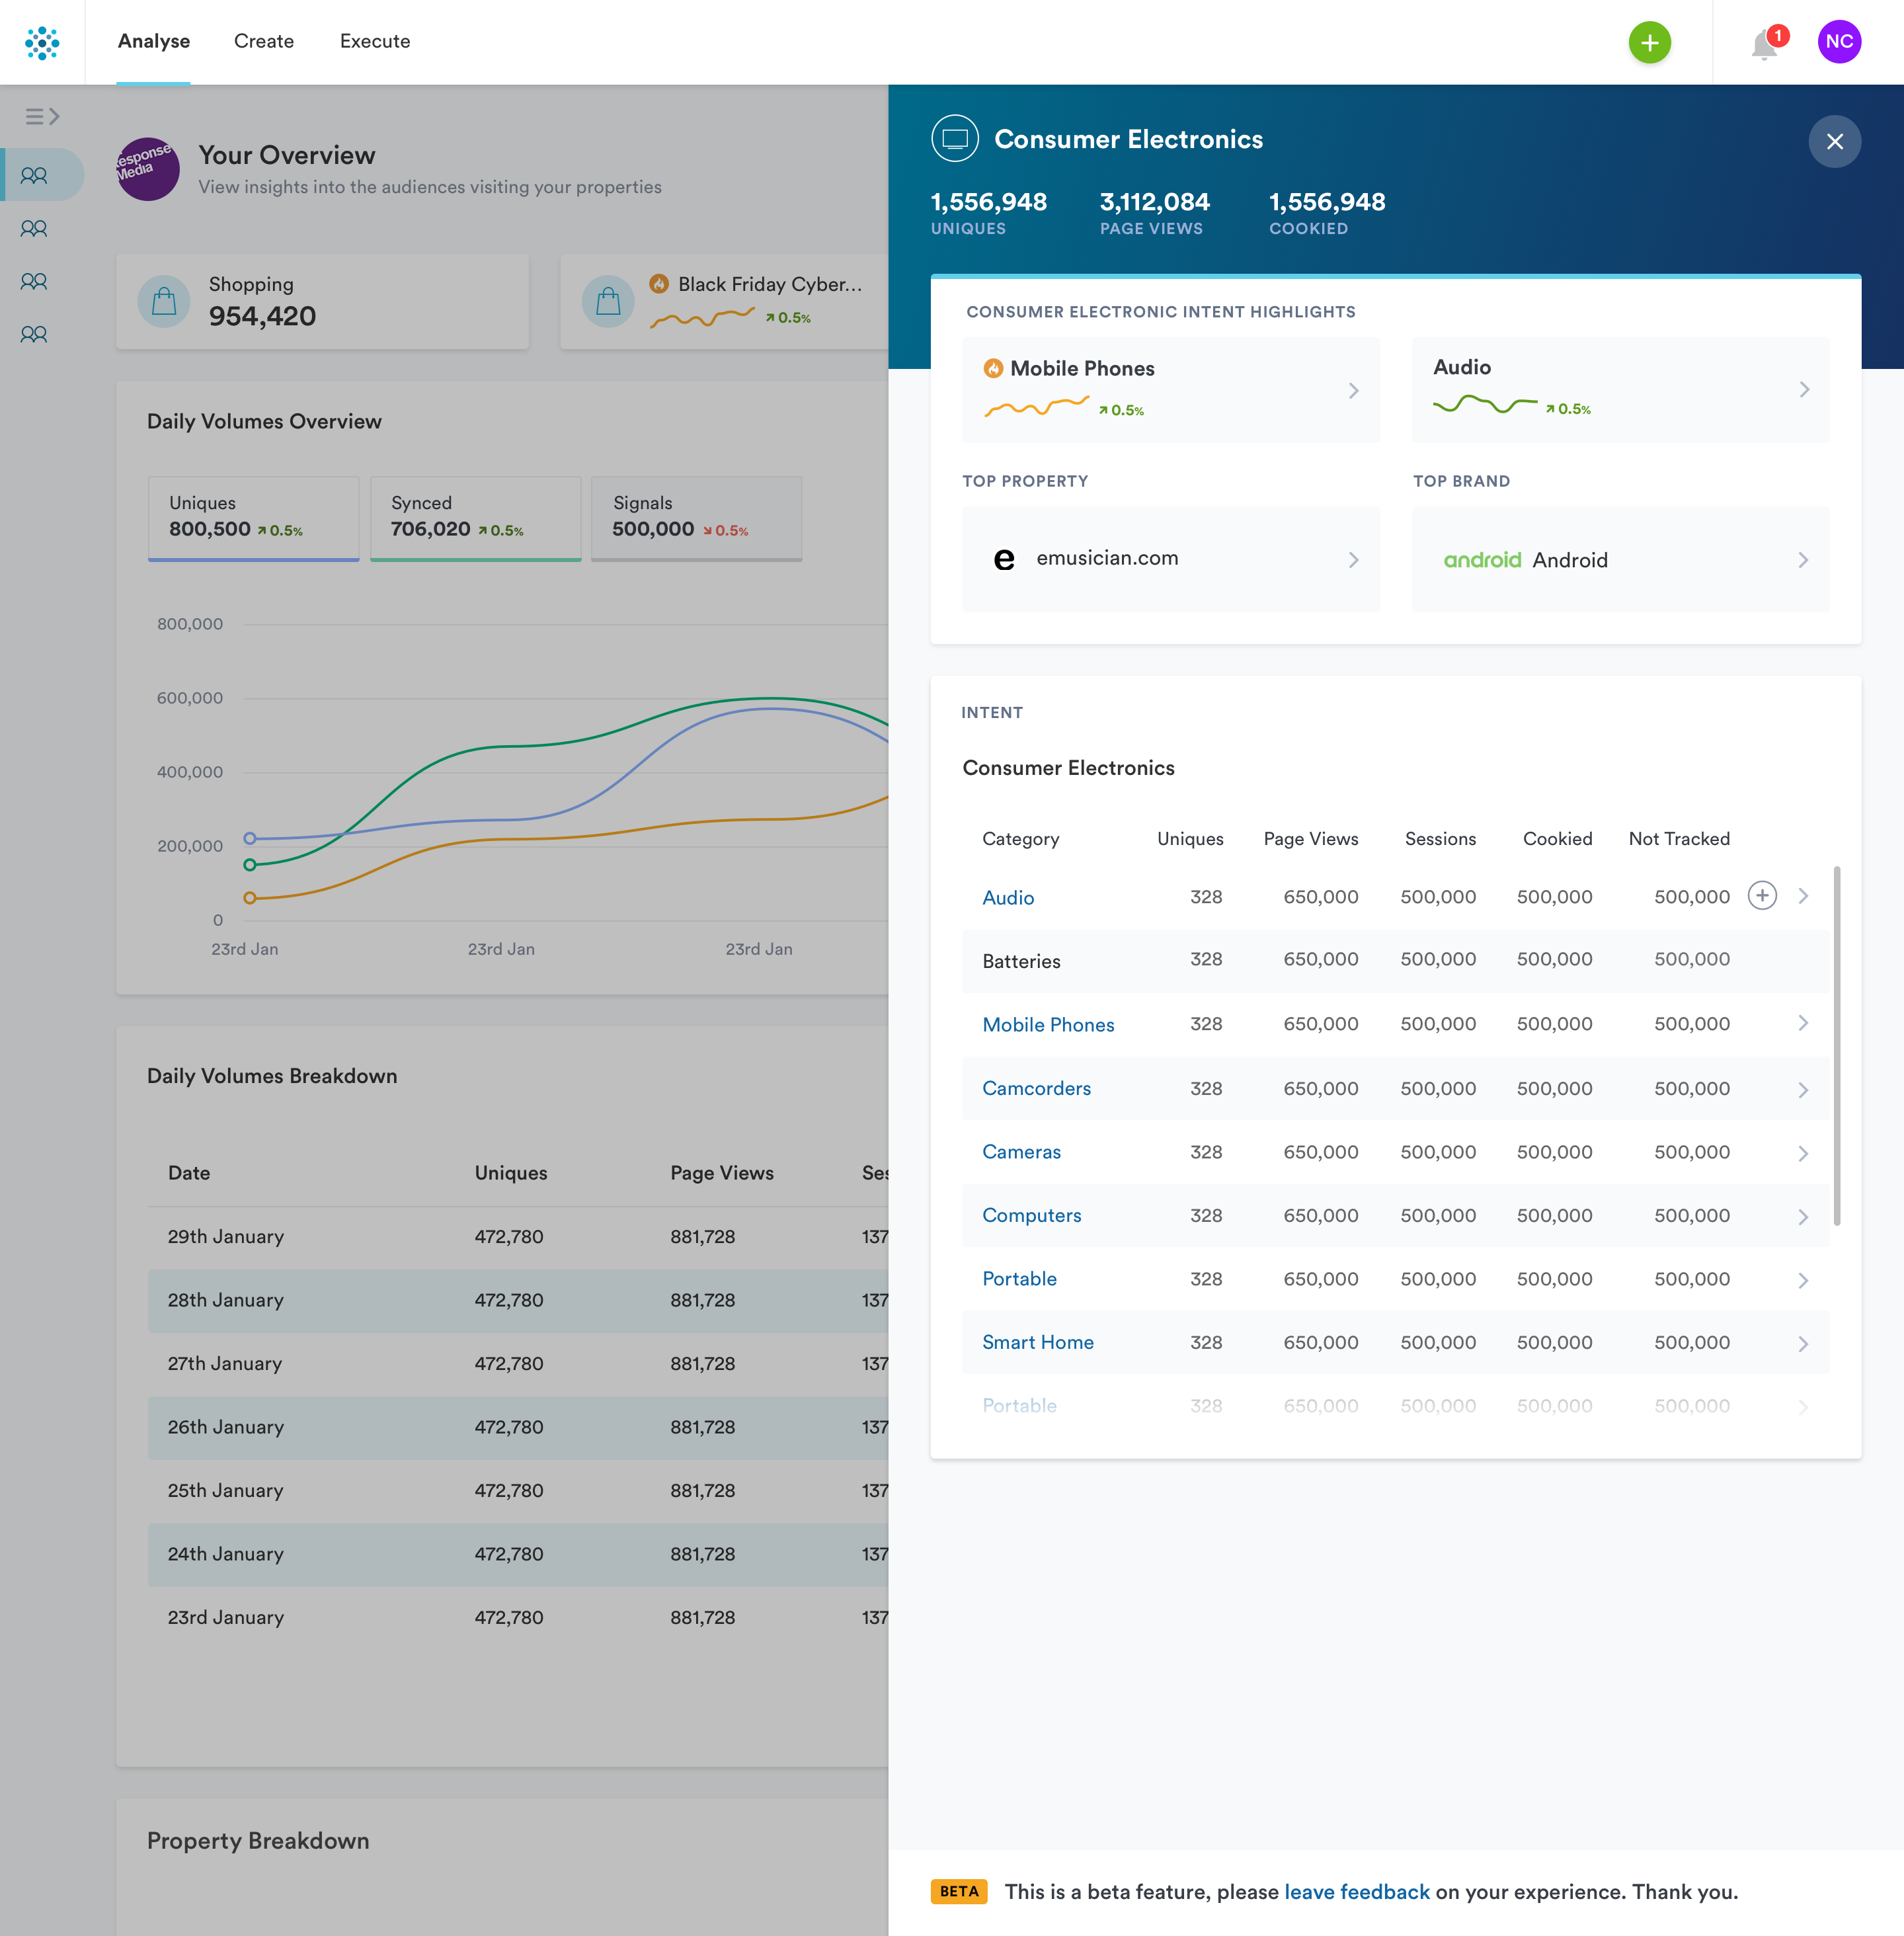 Analyse Create Execute
1
NC
Response
Media
Your Overview
View insights into the audiences visiting your properties
Shopping
954,420
Black Friday Cyber...
0.5%
Daily Volumes Overview
Uniques
800,500 0.5%
Synced
706,020 0.5%
Signals
500,000 0.5%
800,000
600,000
400,000
200,000
0
23rd Jan 23rd Jan 23rd Jan
Daily Volumes Breakdown
Date Uniques Page Views Ses
29th January 472,780 881,728 137
28th January 472,780 881,728 137
27th January 472,780 881,728 137
26th January 472,780 881,728 137
25th January 472,780 881,728 137
24th January 472,780 881,728 137
23rd January 472,780 881,728 137
Property Breakdown
Consumer Electronics
1,556,948 3,112,084 1,556,948
UNIQUES PAGE VIEWS COOKIED
CONSUMER ELECTRONIC INTENT HIGHLIGHTS
Mobile Phones
0.5%
Audio
0.5%
TOP PROPERTY
e emusician.com
TOP BRAND
android Android
INTENT
Consumer Electronics
Category Uniques Page Views Sessions Cookied Not Tracked
Audio 328 650,000 500,000 500,000 500,000
Batteries 328 650,000 500,000 500,000 500,000
Mobile Phones 328 650,000 500,000 500,000 500,000
Camcorders 328 650,000 500,000 500,000 500,000
Cameras 328 650,000 500,000 500,000 500,000
Computers 328 650,000 500,000 500,000 500,000
Portable 328 650,000 500,000 500,000 500,000
Smart Home 328 650,000 500,000 500,000 500,000
Portable 328 650,000 500,000 500,000 500,000
BETA This is a beta feature, please leave feedback on your experience. Thank you.